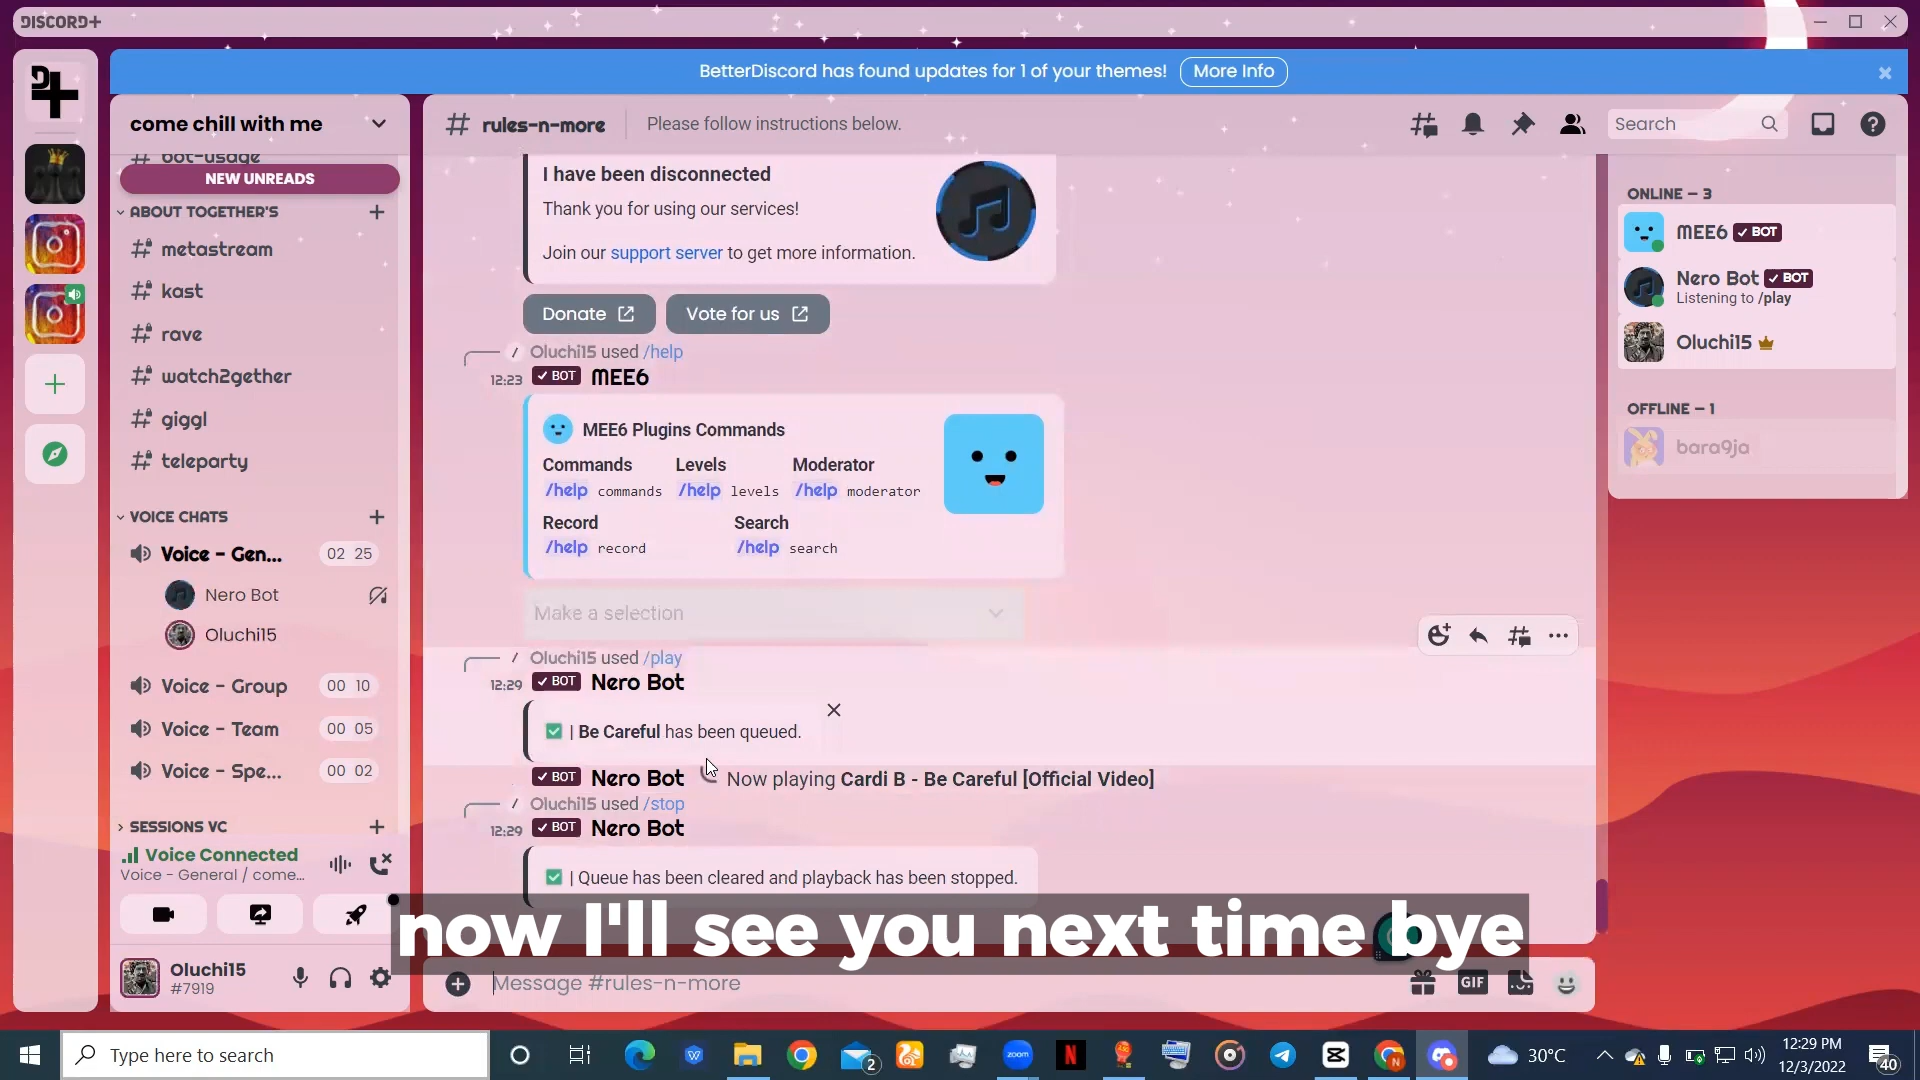 DISCORD+
BetterDiscord has found updates for 1 of your themes! More Info
come chill with me
# rules-n-more Please follow instructions below.
Search
bot-usage
NEW UNREADS
ABOUT TOGETHER'S
metastream
kast
rave
watch2gether
giggl
teleparty
VOICE CHATS
Voice - Gen... 02 25
Nero Bot
Oluchi15
Voice - Group 00 10
Voice - Team 00 05
Voice - Spe... 00 02
SESSIONS VC
Voice Connected
Voice - General / come...
Oluchi15
#7919
I have been disconnected
Thank you for using our services!
Join our support server to get more information.
Donate Vote for us
Oluchi15 used /help
12:23 BOT MEE6
MEE6 Plugins Commands
Commands Levels Moderator
/help commands /help levels /help moderator
Record Search
/help record /help search
Make a selection
Oluchi15 used /play
12:29 BOT Nero Bot
| Be Careful has been queued.
BOT Nero Bot Now playing Cardi B - Be Careful [Official Video]
Oluchi15 used /stop
12:29 BOT Nero Bot
| Queue has been cleared and playback has been stopped.
now I'll see you next time bye
Message #rules-n-more
GIF
ONLINE – 3
MEE6 BOT
Nero Bot BOT
Listening to /play
Oluchi15
OFFLINE – 1
bara9ja
Type here to search
2
zoom
N
30°C
12:29 PM
12/3/2022
40